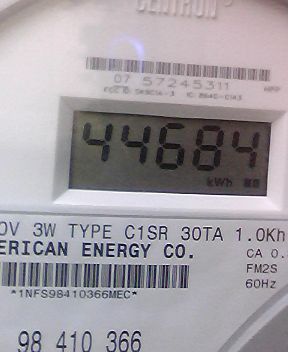 CENTRON
07 57245311
44684
kWh
0V 3W TYPE C1SR 30TA 1.0Kh
ERICAN ENERGY CO.
CA 0.
FM2S
*1NFS98410366MEC*
60Hz
98 410 366